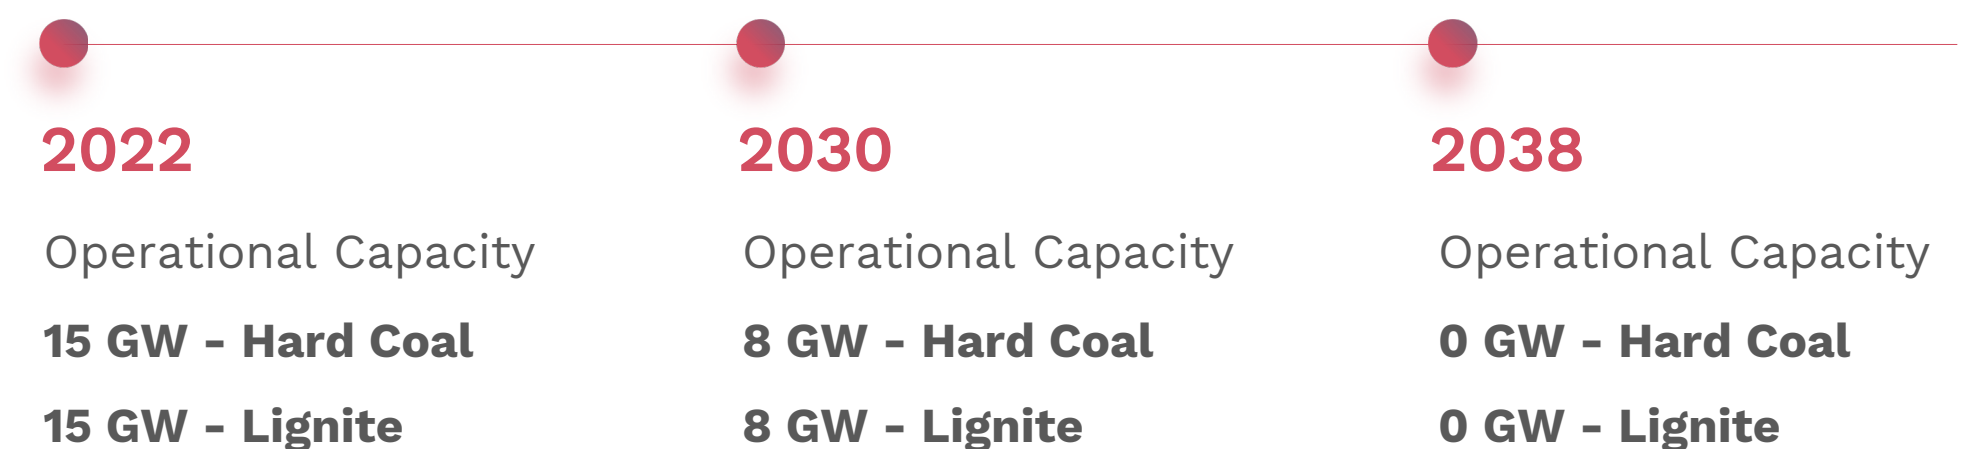 2022
Operational Capacity
15 GW - Hard Coal
15 GW - Lignite
2030
Operational Capacity
8 GW - Hard Coal
8 GW - Lignite
2038
Operational Capacity
0 GW - Hard Coal
0 GW - Lignite